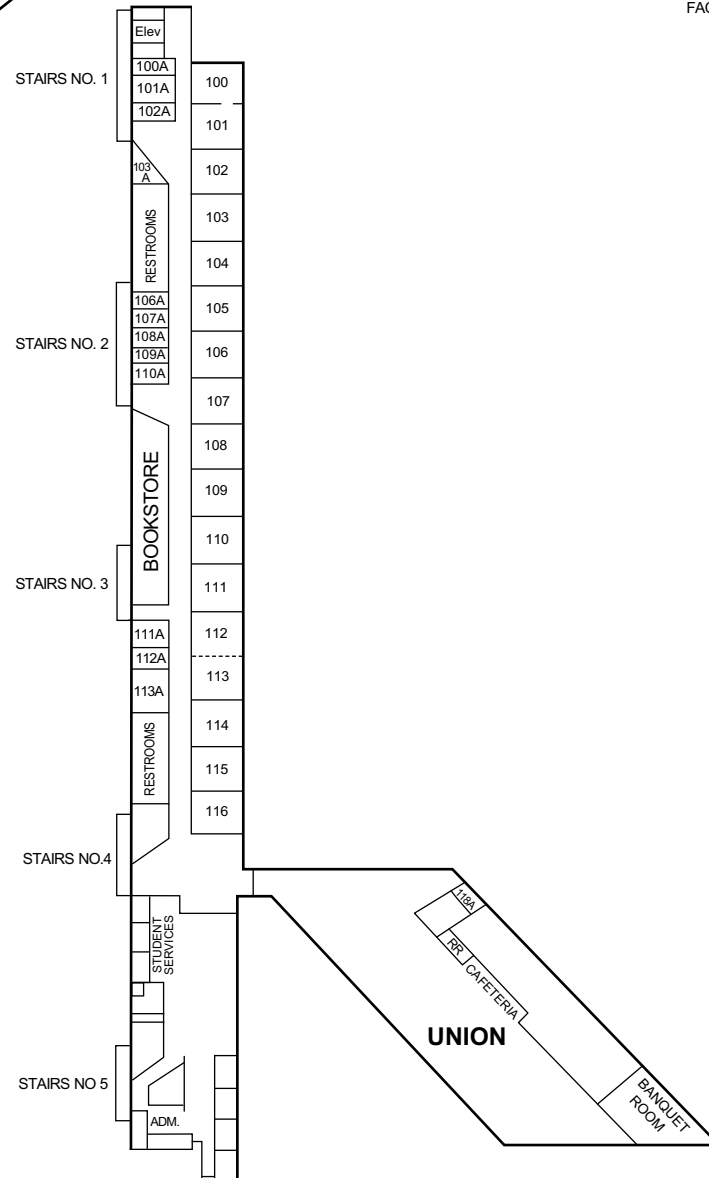 FAC
Elev
STAIRS NO. 1
100A
101A
102A
100
101
103
A
102
RESTROOMS
103
104
106A
107A
108A
109A
110A
STAIRS NO. 2
105
106
107
108
BOOKSTORE
109
110
STAIRS NO. 3
111
111A
112A
113A
112
113
RESTROOMS
114
115
116
STAIRS NO.4
118A
STUDENT
SERVICES
RR
CAFETERIA
UNION
STAIRS NO 5
BANQUET
ROOM
ADM.